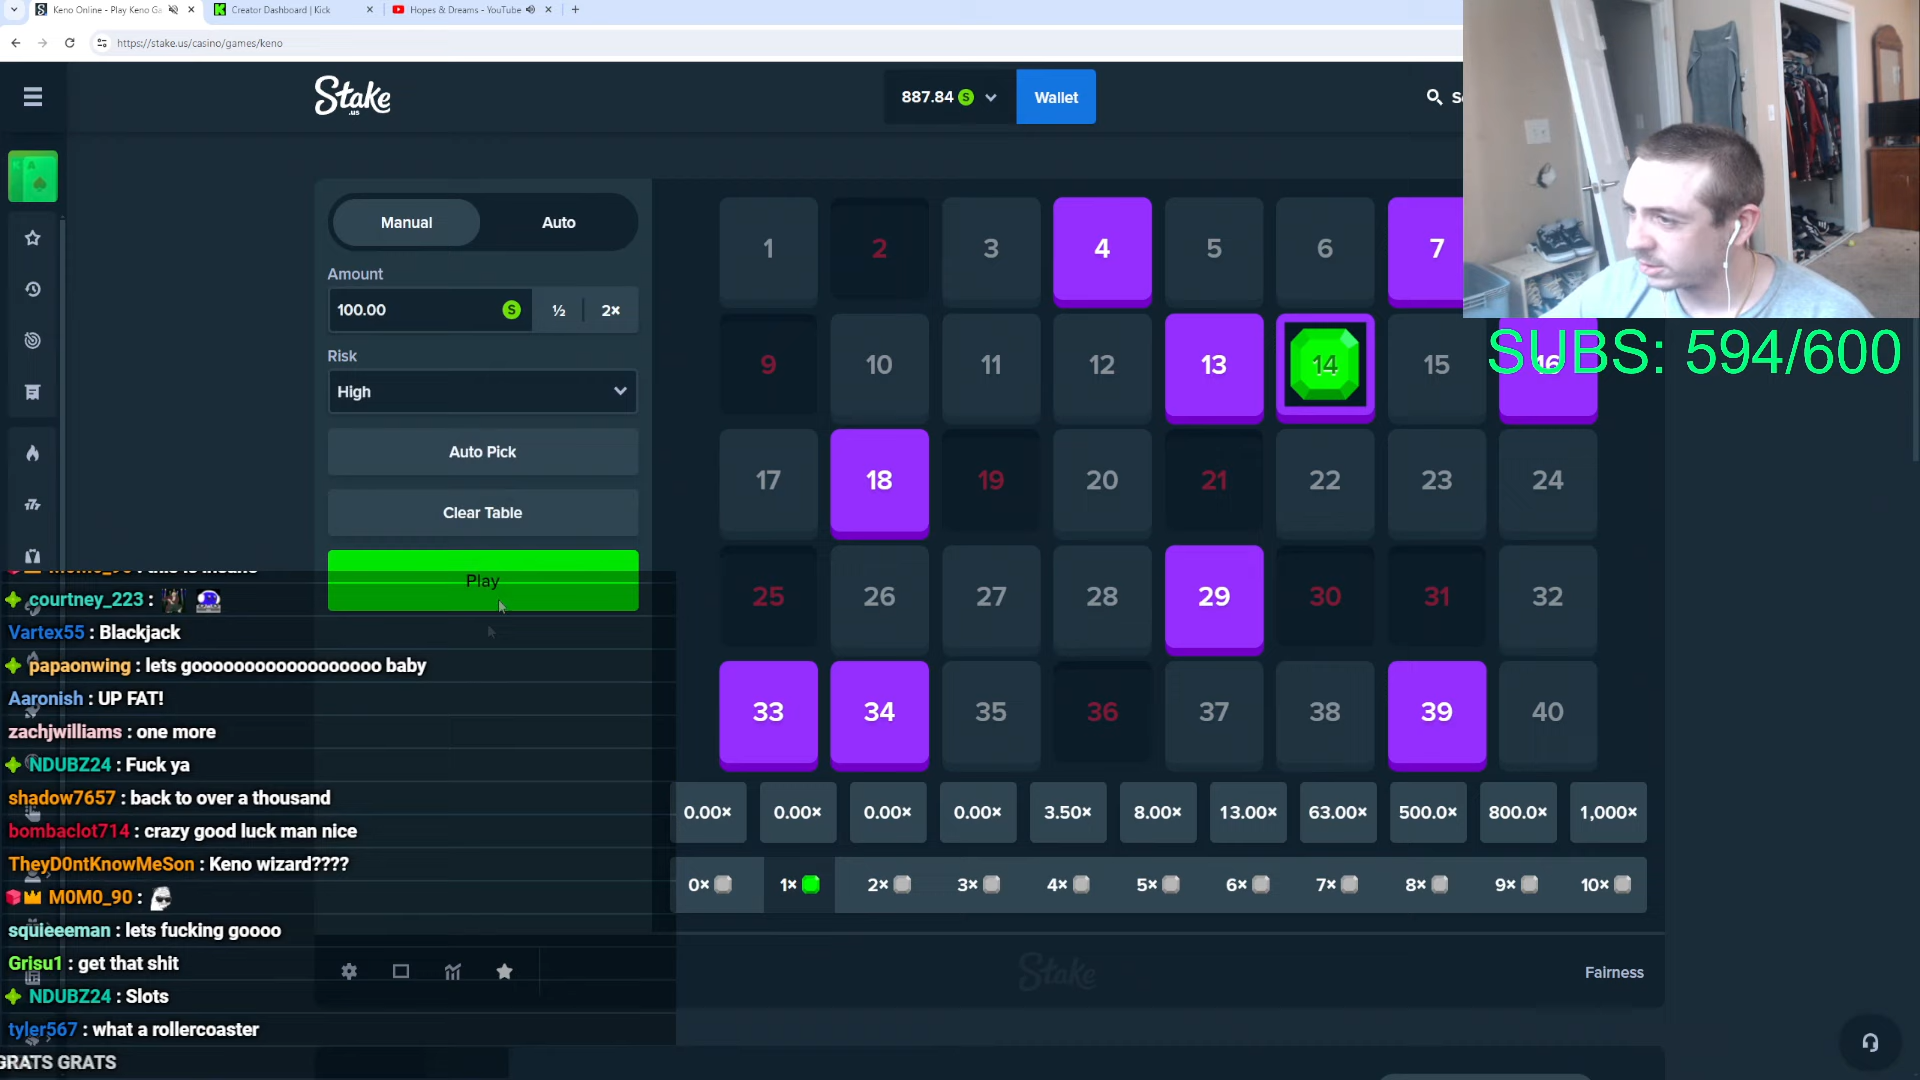 Keno Online - Play Keno Ga
Creator Dashboard | Kick
Hopes & Dreams - YouTube
https://stake.us/casino/games/keno
Stake
.us
887.84
Wallet
Manual
Auto
Amount
100.00
½
2×
Risk
High
Auto Pick
Clear Table
Play
1 2 3 4 5 6 7
9 10 11 12 13 14 15 16
17 18 19 20 21 22 23 24
25 26 27 28 29 30 31 32
33 34 35 36 37 38 39 40
SUBS: 594/600
0.00× 0.00× 0.00× 0.00× 3.50× 8.00× 13.00× 63.00× 500.0× 800.0× 1,000×
0× 1× 2× 3× 4× 5× 6× 7× 8× 9× 10×
Stake
Fairness
courtney_223 :
Vartex55 : Blackjack
papaonwing : lets goooooooooooooooooo baby
Aaronish : UP FAT!
zachjwilliams : one more
NDUBZ24 : Fuck ya
shadow7657 : back to over a thousand
bombaclot714 : crazy good luck man nice
TheyD0ntKnowMeSon : Keno wizard????
M0M0_90 :
squieeeman : lets fucking goooo
Grisu1 : get that shit
NDUBZ24 : Slots
tyler567 : what a rollercoaster
GRATS GRATS